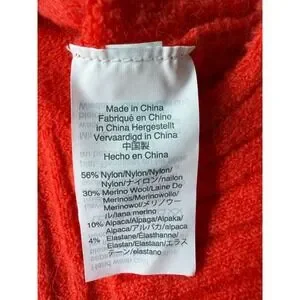 Made in China
Fabriqué en Chine
in China Hergestellt
Vervaardigd in China
中国製
Hecho en China
56% Nylon/Nylon/Nylon/
Nylon/ナイロン/nailon
30% Merino Wool/Laine De
Merinos/Merinowolle/
Merinowol/メリノウー
ル/lana merino
10% Alpaca/Alpaga/Alpaka/
Alpaca/アルパカ/alpaca
4% Elastane/Élasthanne/
Elastan/Elastaan/エラス
テーン/elastano